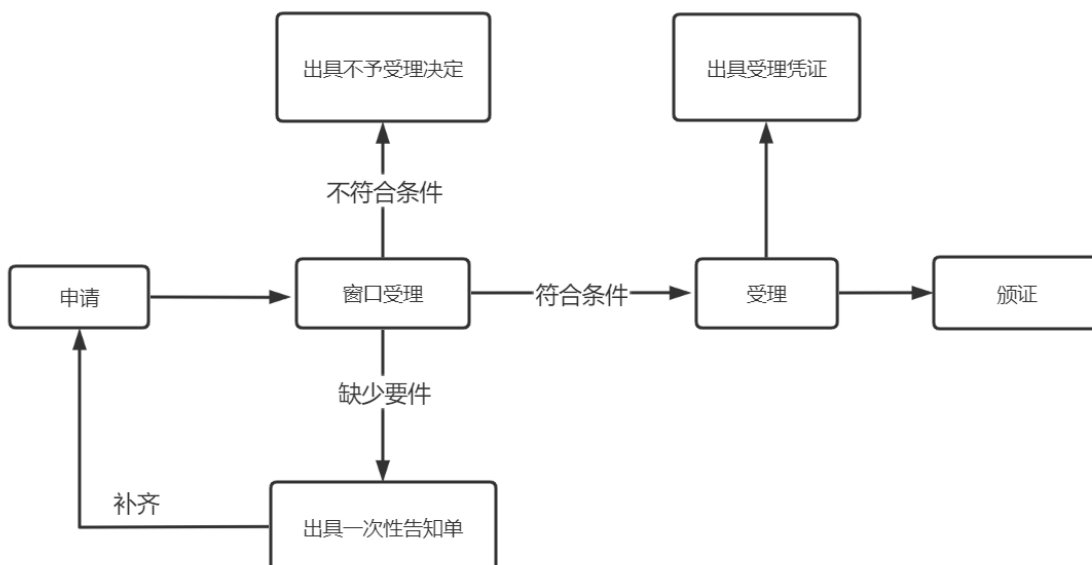 出具不予受理决定
出具受理凭证
不符合条件
申请
窗口受理
符合条件
受理
颁证
缺少要件
补齐
出具一次性告知单